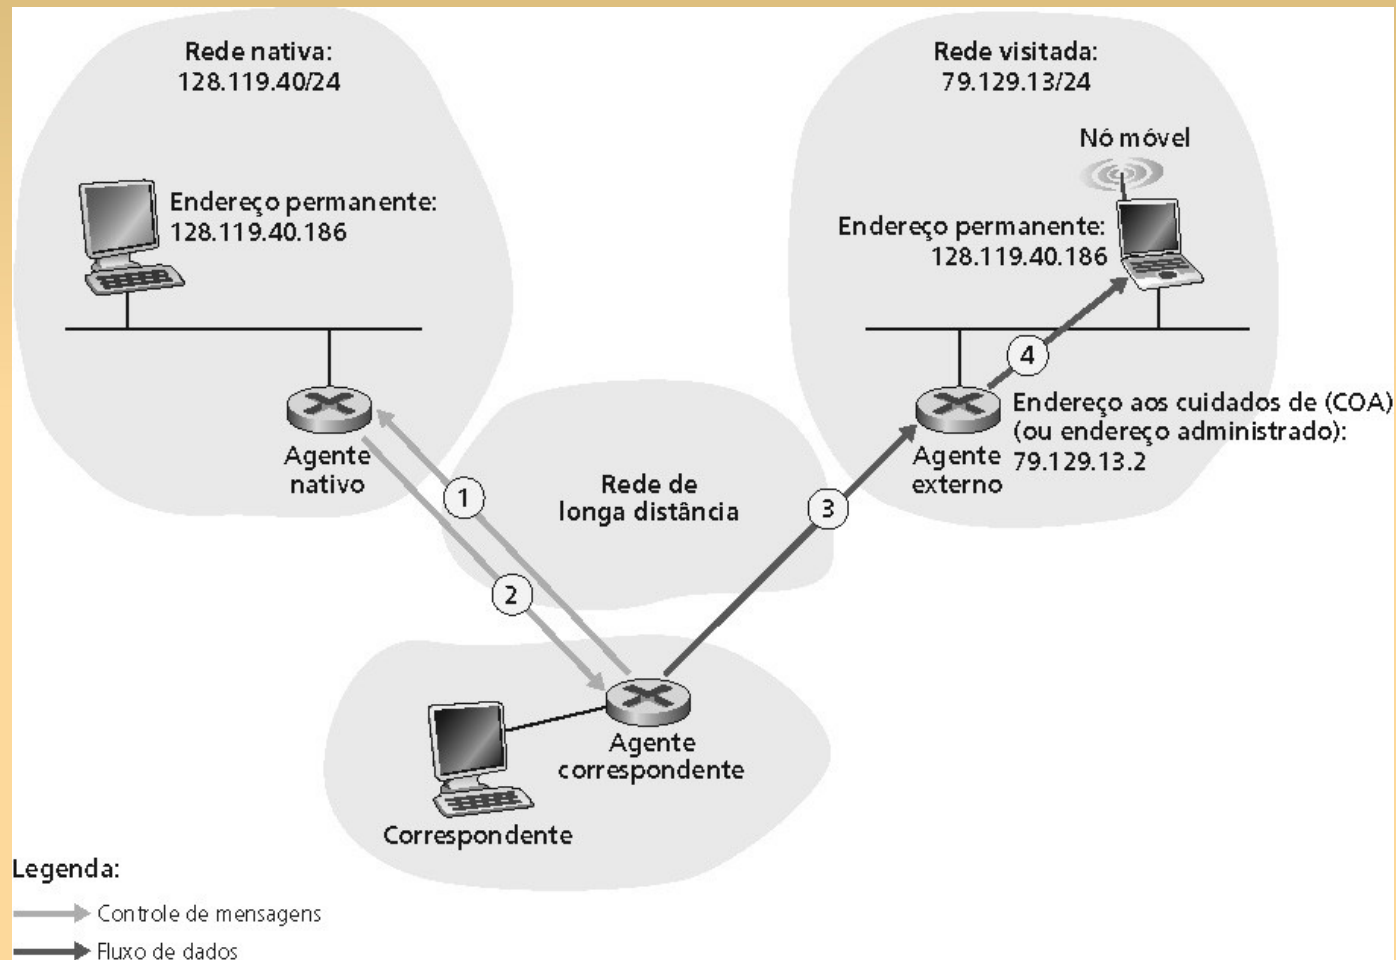 Rede nativa:
128.119.40/24
Rede visitada:
79.129.13/24
Nó móvel
Endereço permanente:
128.119.40.186
Endereço permanente:
128.119.40.186
4
Endereço aos cuidados de (COA)
(ou endereço administrado):
79.129.13.2
Agente
nativo
Agente
externo
1
Rede de
longa distância
3
2
Agente
correspondente
Correspondente
Legenda:
Controle de mensagens
Fluxo de dados